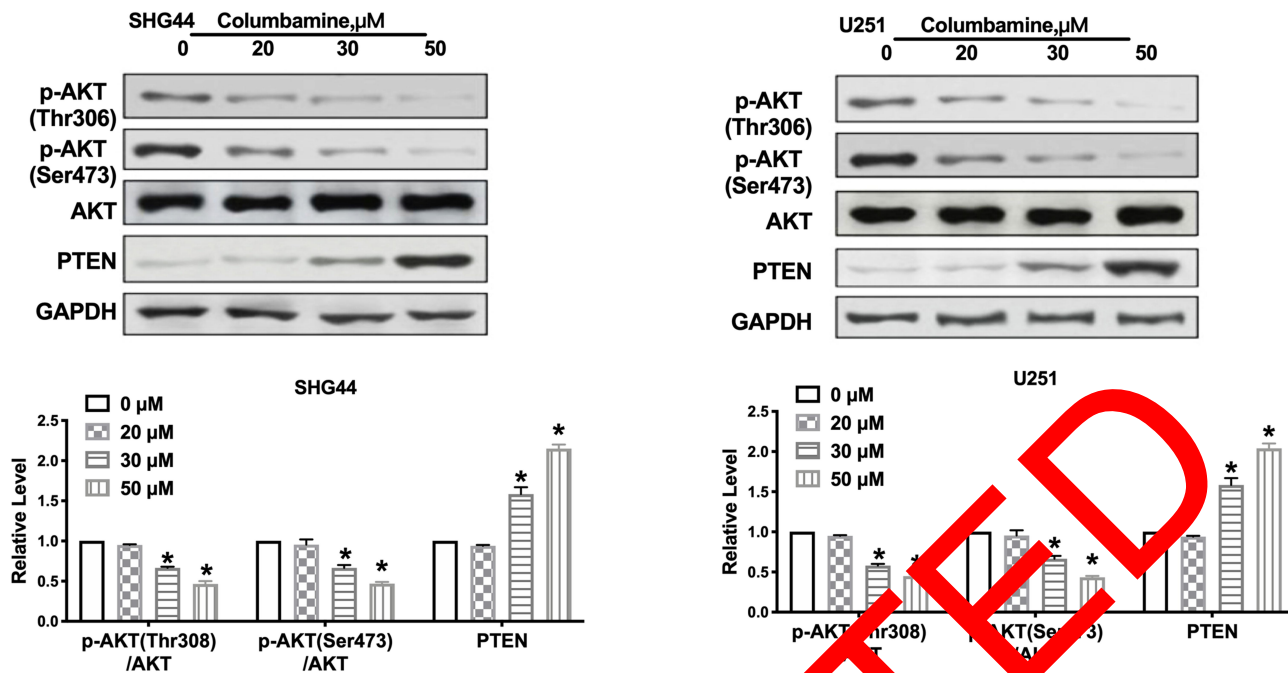 SHG44 Columbamine,μM
0 20 30 50
p-AKT
(Thr306)
p-AKT
(Ser473)
AKT
PTEN
GAPDH
U251 Columbamine,μM
0 20 30 50
p-AKT
(Thr306)
p-AKT
(Ser473)
AKT
PTEN
GAPDH
SHG44
0 μM
20 μM
30 μM
50 μM
Relative Level
2.5
2.0
1.5
1.0
0.5
0.0
* * * * * *
p-AKT(Thr308)
/AKT
p-AKT(Ser473)
/AKT
PTEN
U251
0 μM
20 μM
30 μM
50 μM
Relative Level
2.5
2.0
1.5
1.0
0.5
0.0
* * * * *
PTEN
TED